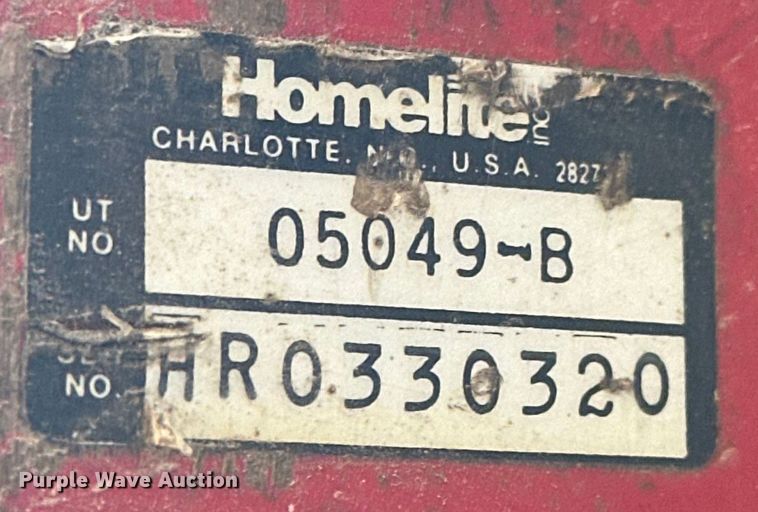 Homelite inc
CHARLOTTE, N.C., U.S.A. 2827
UT
NO. 05049-B
NO. HR0330320
Purple Wave Auction